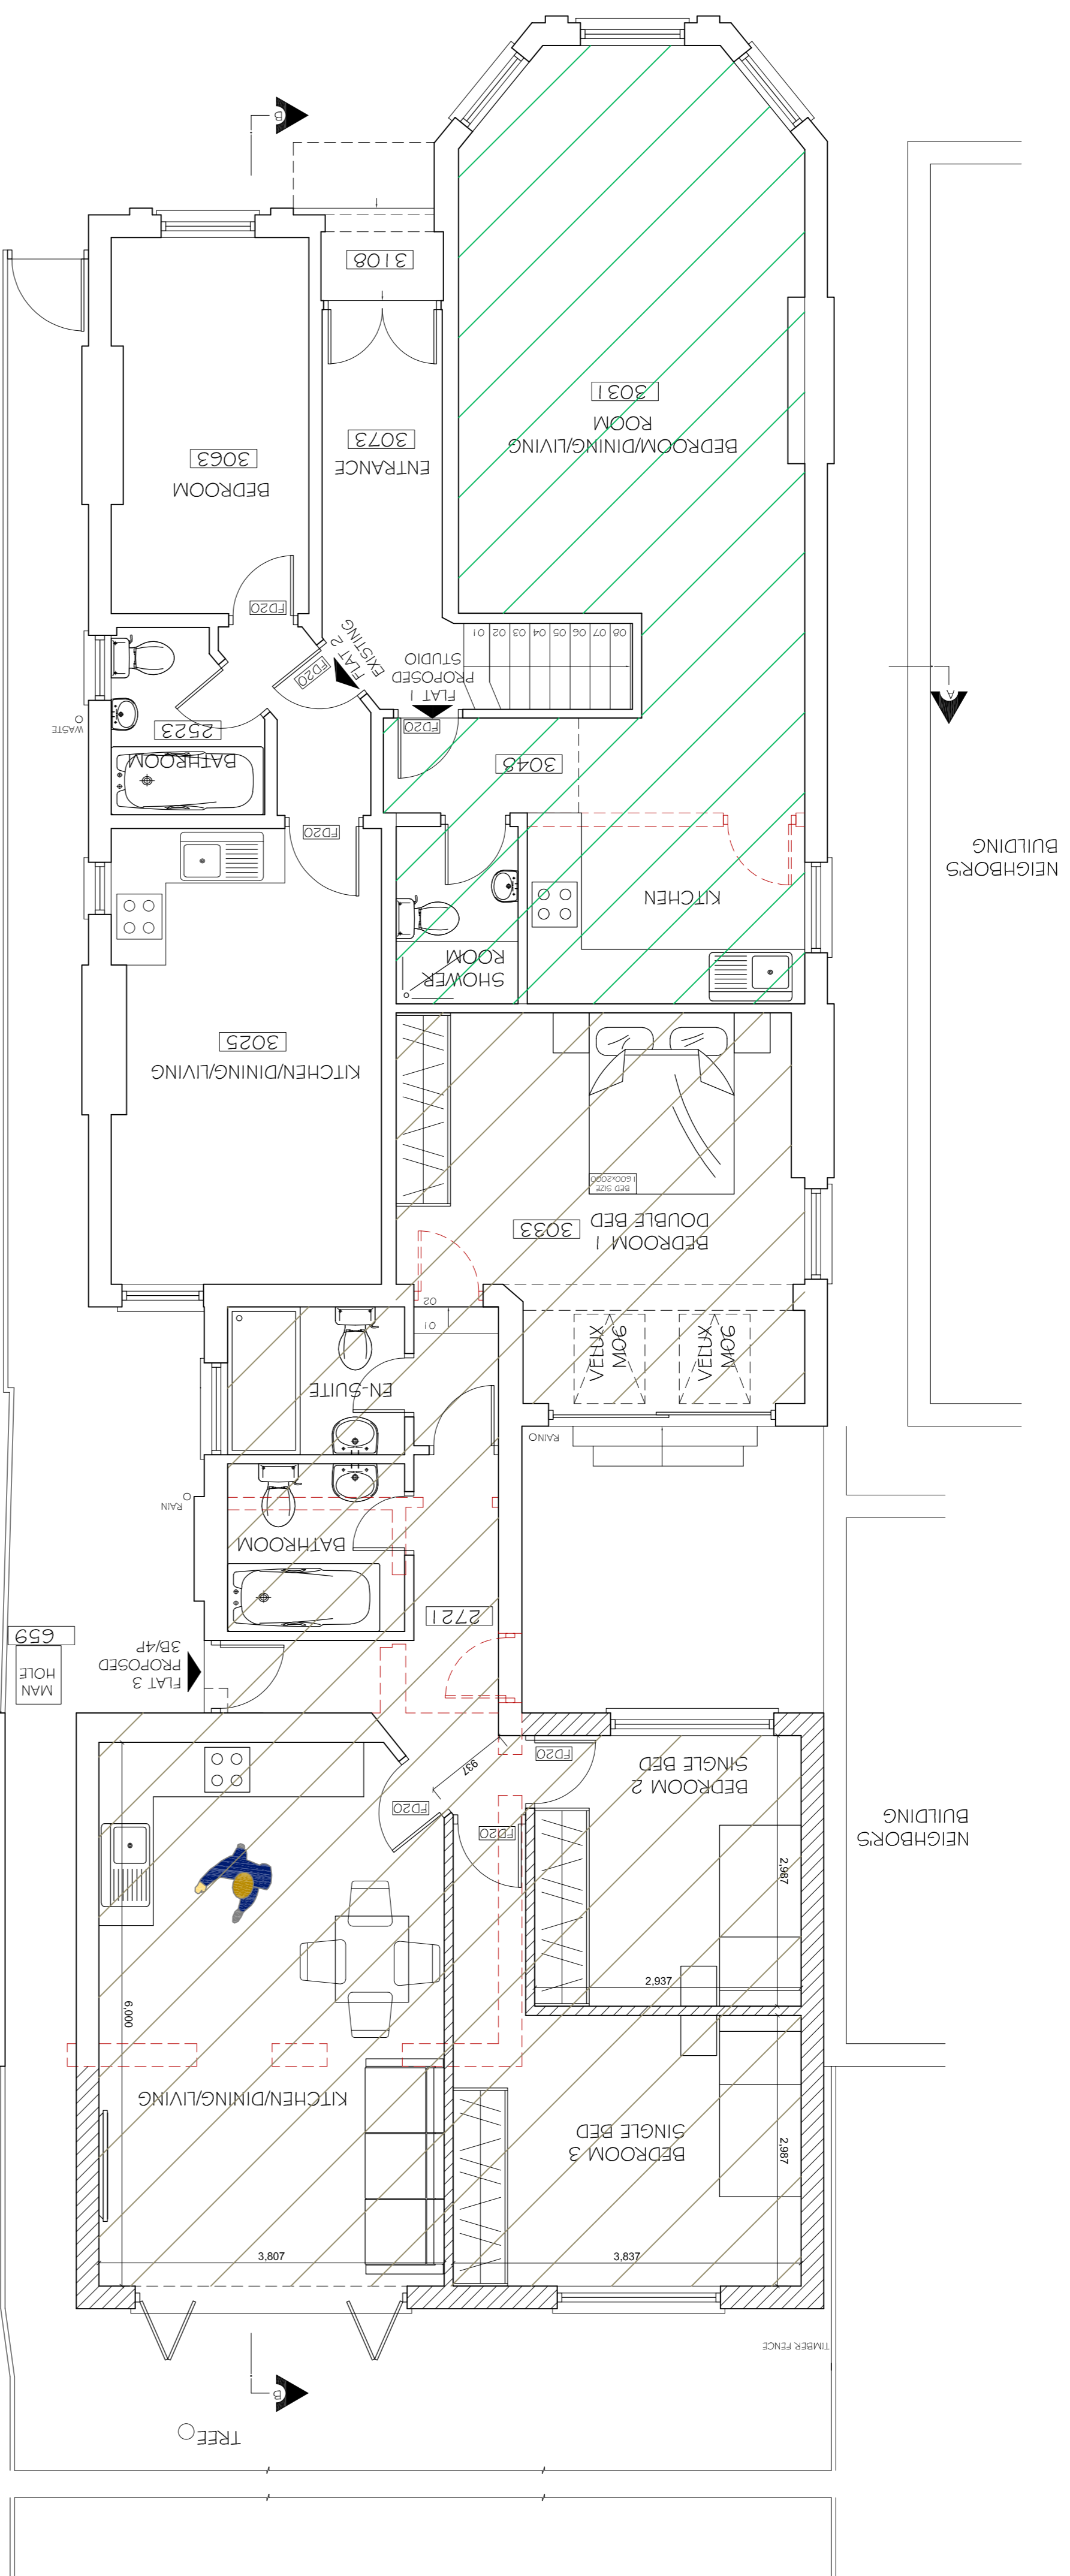 B
3108
BEDROOM/DINING/LIVING
ROOM
3031
ENTRANCE
3073
BEDROOM
3063
FD20
08 07 06 05 04 03 02 01
FLAT 2
EXISTING
FD20
FLAT 1
PROPOSED
STUDIO
FD20
A
WASTE
BATHROOM
2523
3048
FD20
KITCHEN
SHOWER
ROOM
NEIGHBOR'S
BUILDING
KITCHEN/DINING/LIVING
3025
BED SIZE
1600x2000
BEDROOM 1
DOUBLE BED
3033
02
01
VELUX
M06
VELUX
M06
EN-SUITE
RAIN
RAIN
BATHROOM
2721
659
MAN
HOLE
FLAT 3
PROPOSED
3B/4P
937
FD20
FD20
FD20
BEDROOM 2
SINGLE BED
NEIGHBOR'S
BUILDING
2,987
2,937
6,000
KITCHEN/DINING/LIVING
BEDROOM 3
SINGLE BED
2,987
3,807
3,837
TIMBER FENCE
B
TREE